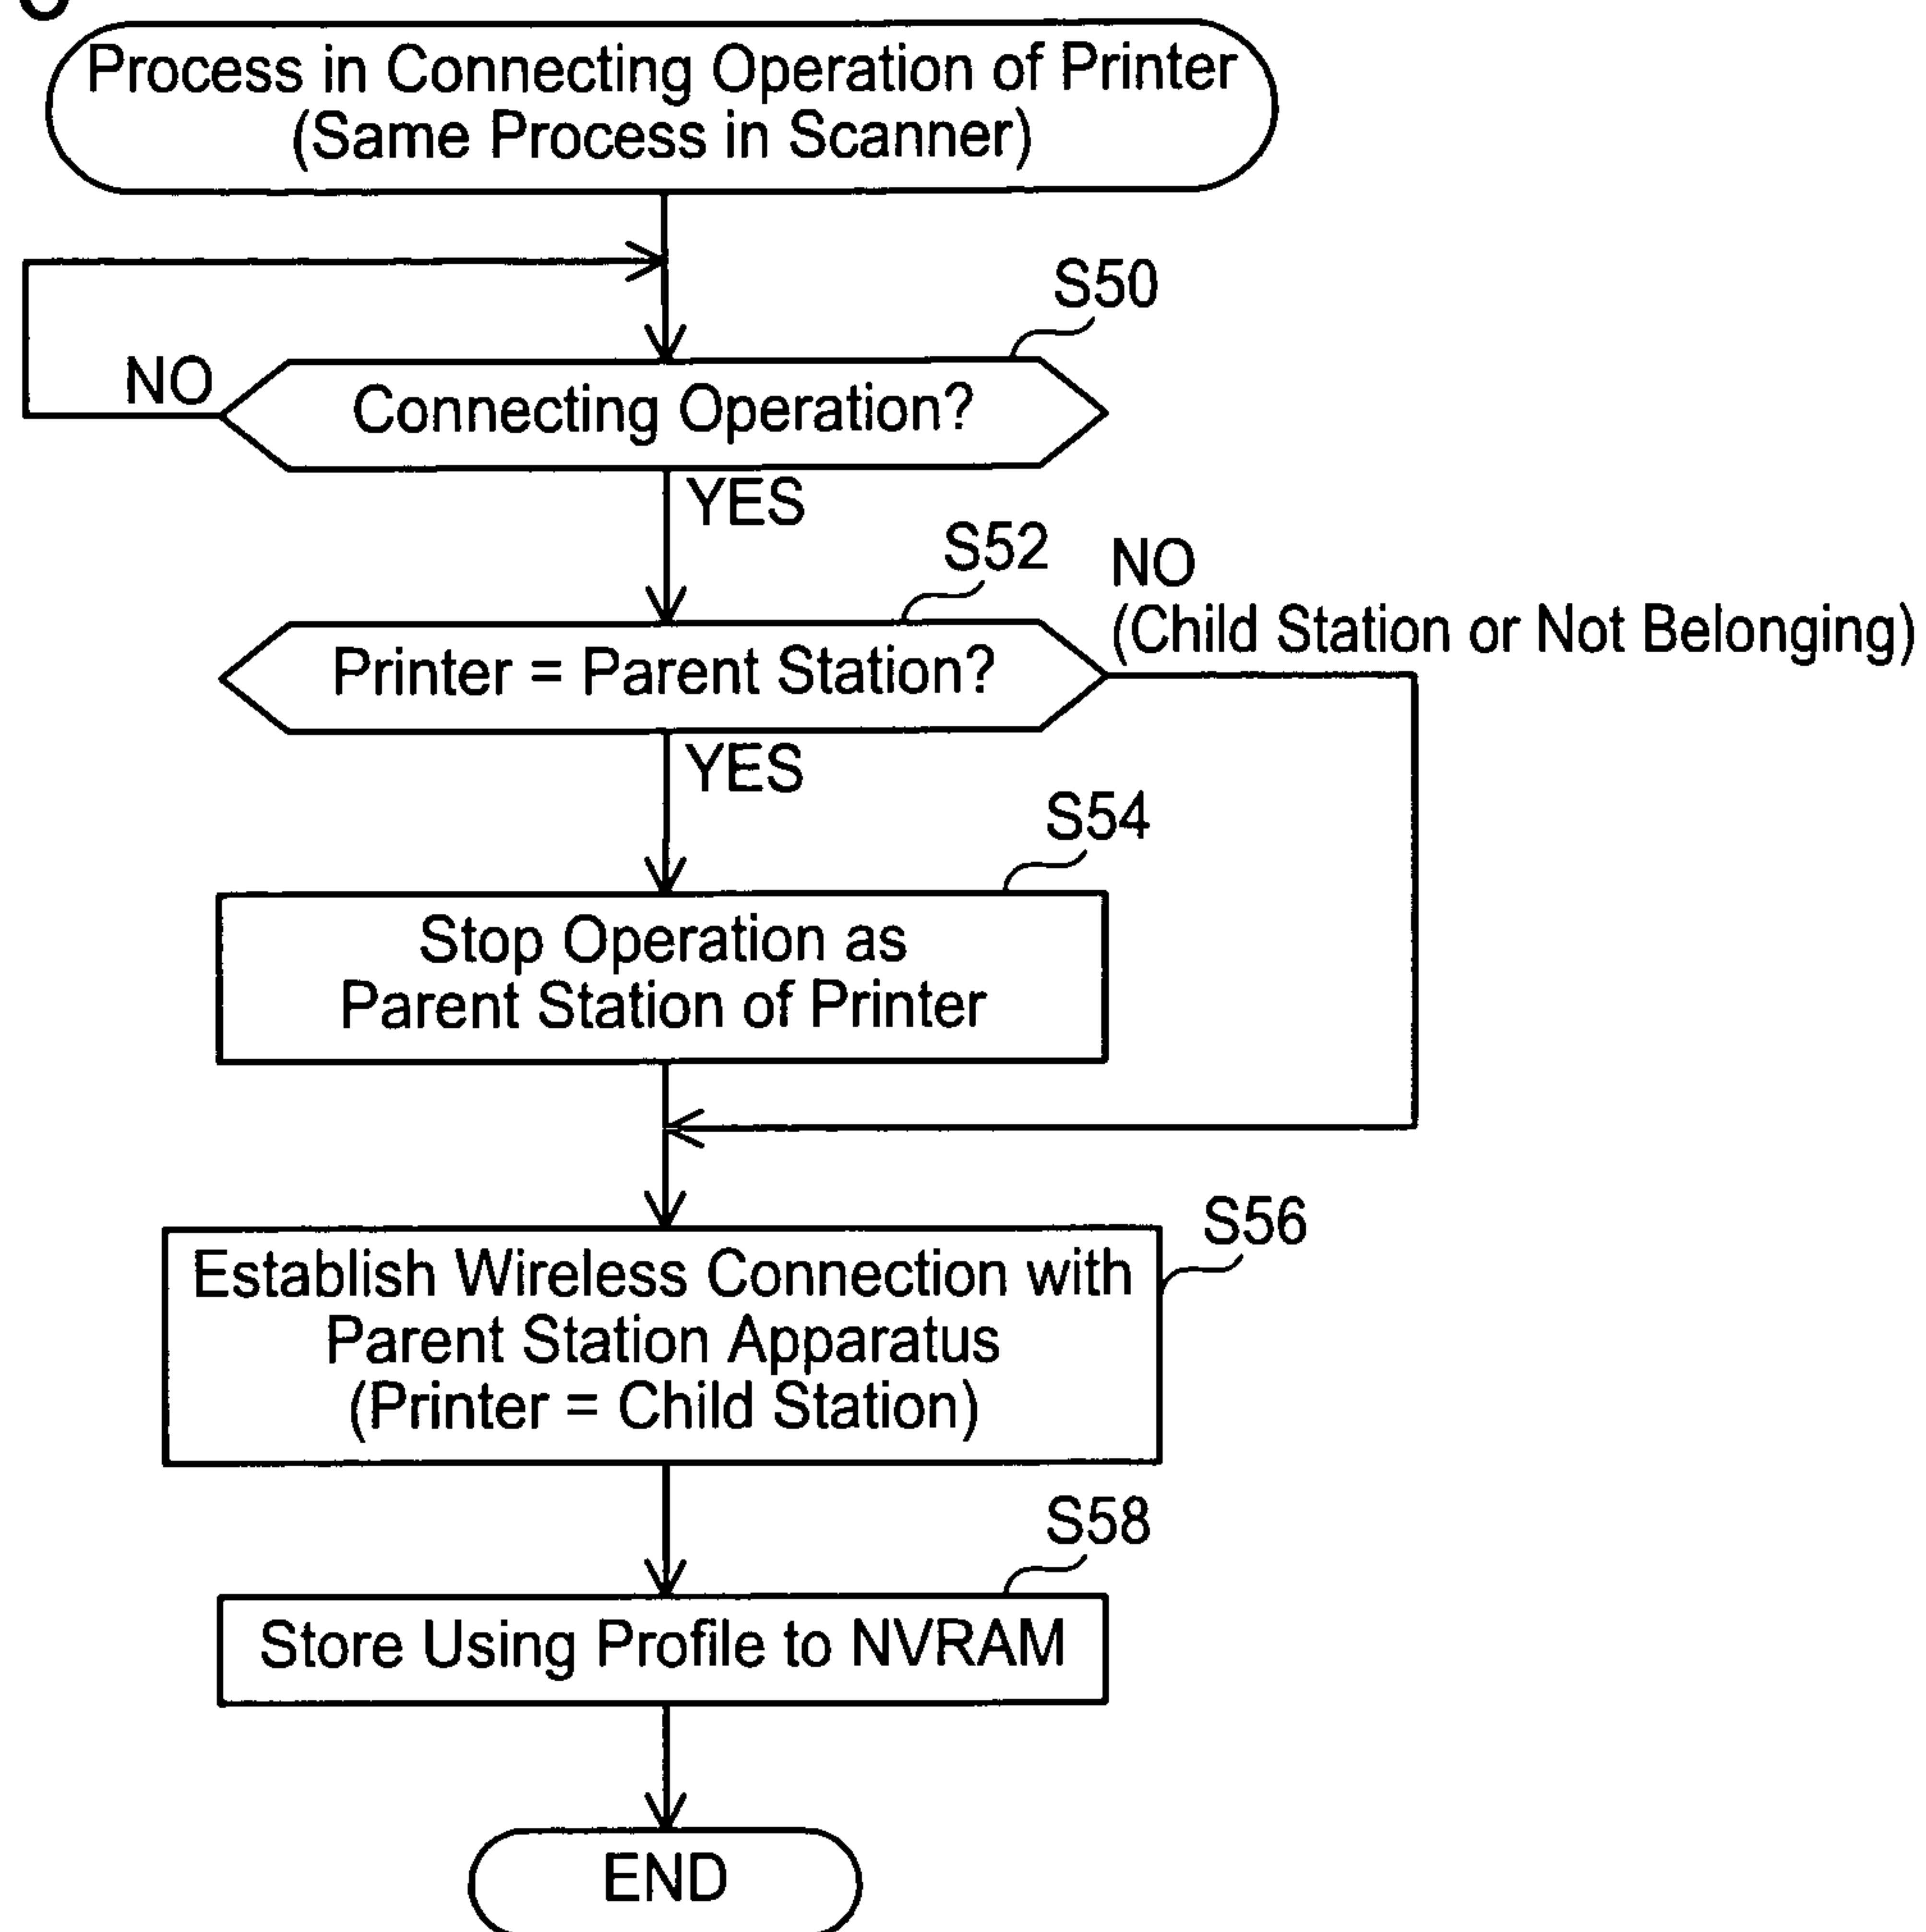 Process in Connecting Operation of Printer
(Same Process in Scanner)
S50
NO
Connecting Operation?
YES
S52
NO
(Child Station or Not Belonging)
Printer = Parent Station?
YES
S54
Stop Operation as
Parent Station of Printer
S56
Establish Wireless Connection with
Parent Station Apparatus
(Printer = Child Station)
S58
Store Using Profile to NVRAM
END